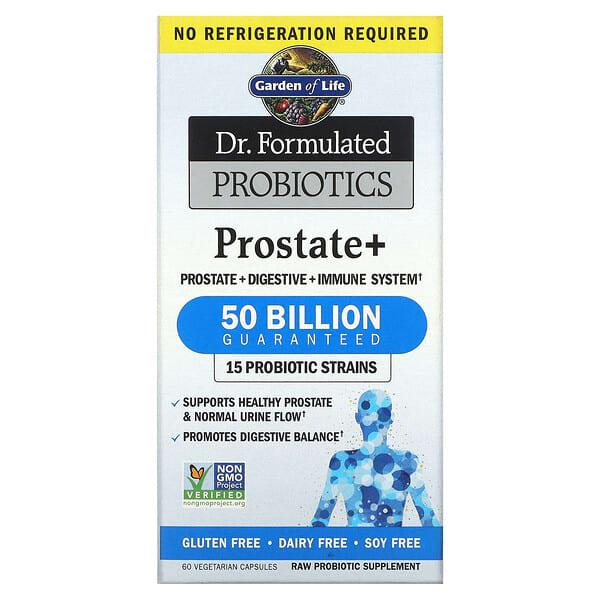 NO REFRIGERATION REQUIRED
Garden of Life®
Dr. Formulated
PROBIOTICS
Prostate+
PROSTATE + DIGESTIVE + IMMUNE SYSTEM†
50 BILLION
GUARANTEED
15 PROBIOTIC STRAINS
✓ SUPPORTS HEALTHY PROSTATE
& NORMAL URINE FLOW†
✓ PROMOTES DIGESTIVE BALANCE†
NON
GMO
Project
VERIFIED
nongmoproject.org
GLUTEN FREE • DAIRY FREE • SOY FREE
60 VEGETARIAN CAPSULES RAW PROBIOTIC SUPPLEMENT